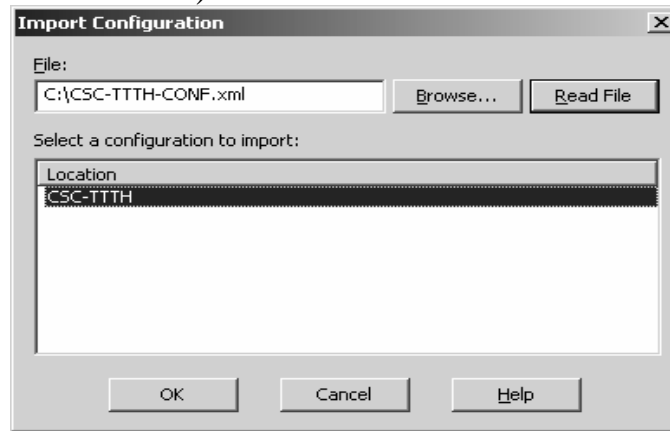 Import Configuration
File:
C:\CSC-TTTH-CONF.xml Browse... Read File
Select a configuration to import:
Location
CSC-TTTH
OK Cancel Help